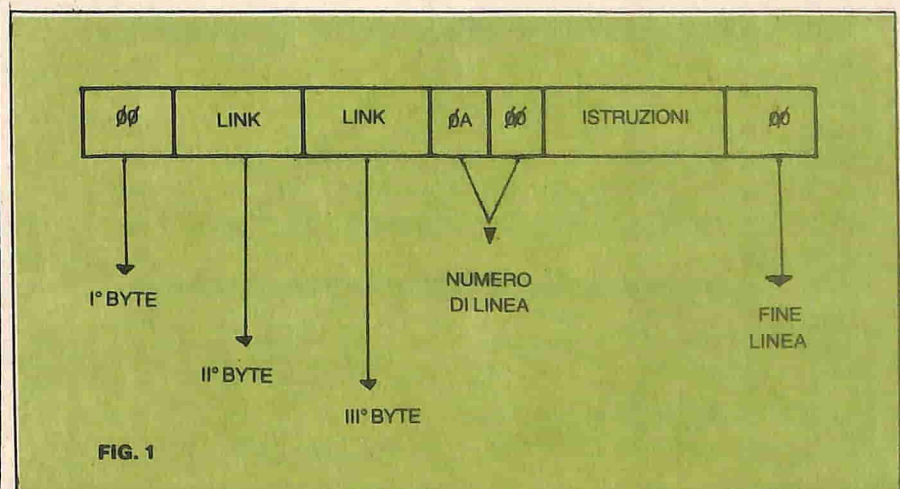 ØØ LINK LINK ØA ØØ ISTRUZIONI ØØ
I° BYTE
II° BYTE
III° BYTE
NUMERO
DI LINEA
FINE
LINEA
FIG. 1